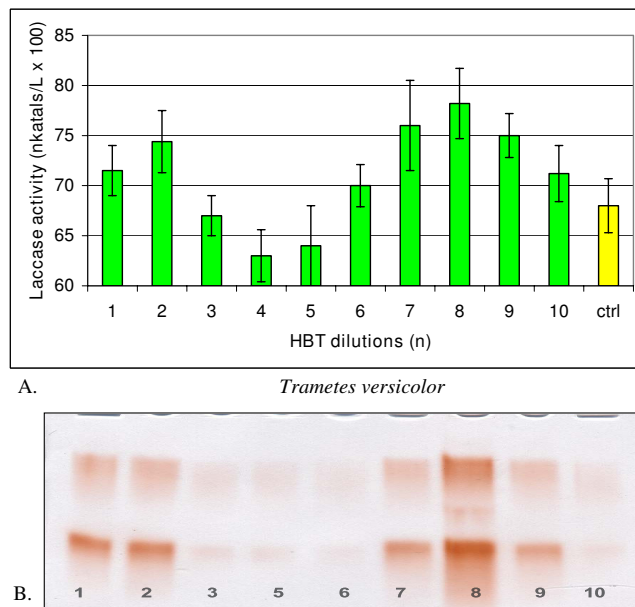 85
80
75
70
65
60
Laccase activity (nkatals/L x 100)
1 2 3 4 5 6 7 8 9 10 ctrl
HBT dilutions (n)
A. Trametes versicolor
B. 1 2 3 5 6 7 8 9 10